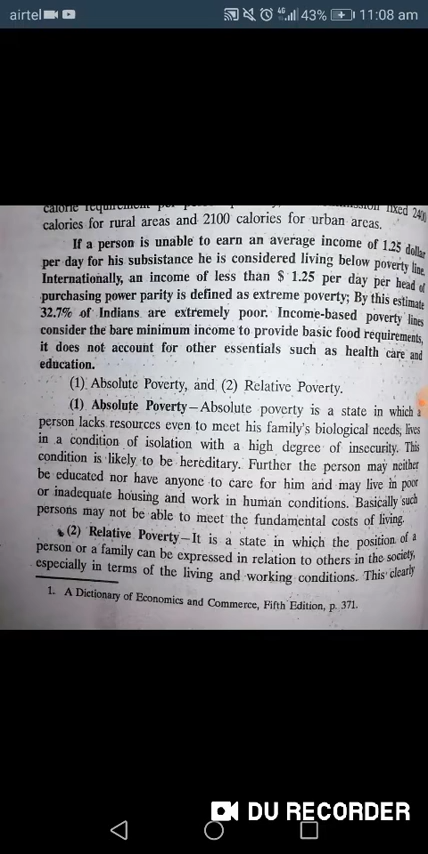 airtel 4G 43% 11:08 am
calorie requirement per fixed 2400
calories for rural areas and 2100 calories for urban areas.
If a person is unable to earn an average income of 1.25 dollar
per day for his subsistance he is considered living below poverty line.
Internationally, an income of less than $ 1.25 per day per head of
purchasing power parity is defined as extreme poverty; By this estimate
32.7% of Indians are extremely poor. Income-based poverty lines
consider the bare minimum income to provide basic food requirements,
it does not account for other essentials such as health care and
education.
(1) Absolute Poverty, and (2) Relative Poverty.
(1) Absolute Poverty—Absolute poverty is a state in which a
person lacks resources even to meet his family's biological needs, lives
in a condition of isolation with a high degree of insecurity. This
condition is likely to be hereditary. Further the person may neither
be educated nor have anyone to care for him and may live in poor
or inadequate housing and work in human conditions. Basically such
persons may not be able to meet the fundamental costs of living.
(2) Relative Poverty—It is a state in which the position of a
person or a family can be expressed in relation to others in the society,
especially in terms of the living and working conditions. This clearly
1. A Dictionary of Economics and Commerce, Fifth Edition, p. 371.
DU RECORDER